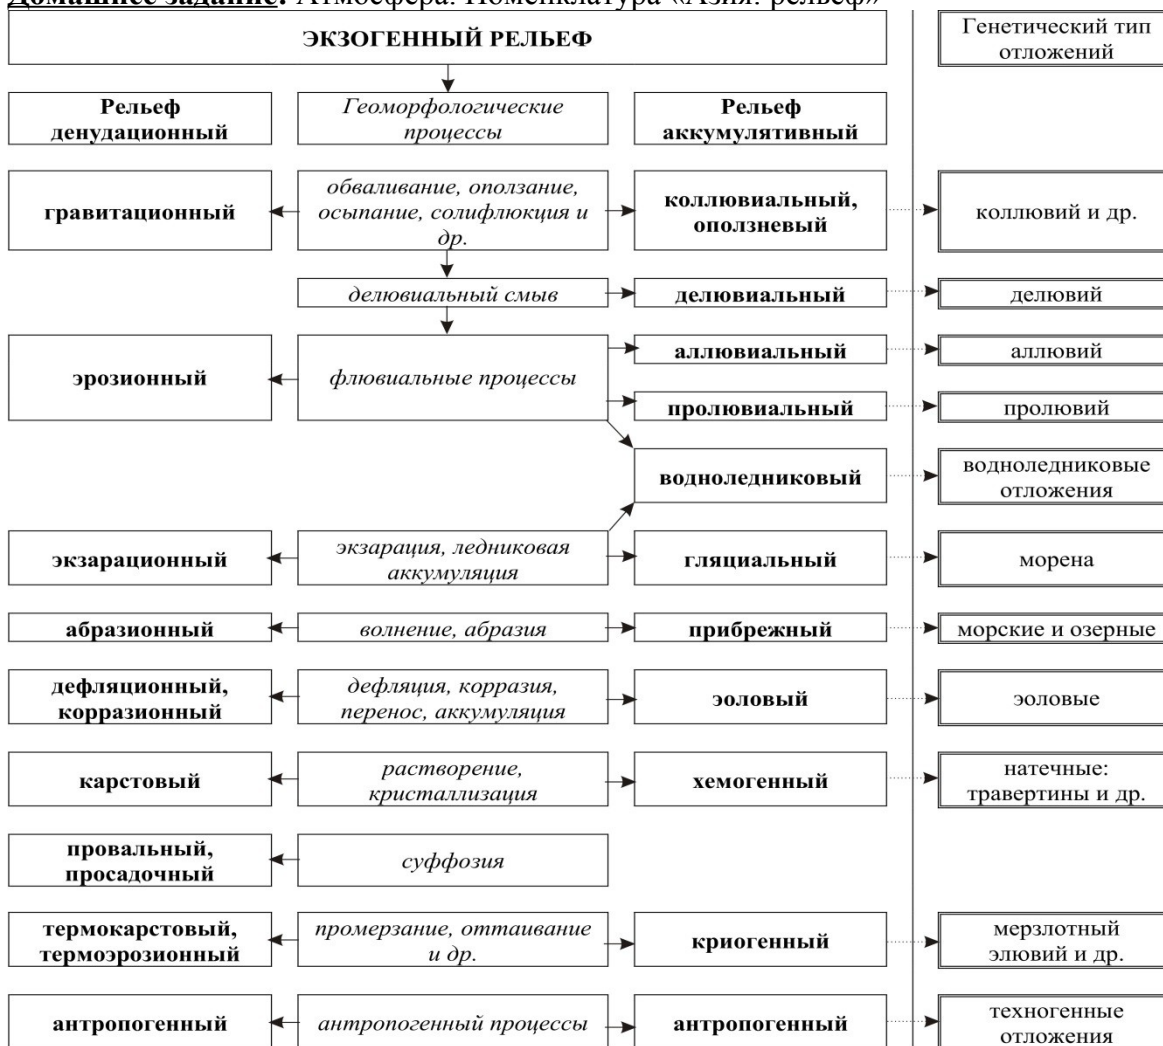 Домашнее задание: Атмосфера. Номенклатура «Азия: рельеф»
ЭКЗОГЕННЫЙ РЕЛЬЕФ
Генетический тип
отложений
Рельеф
денудационный
Геоморфологические
процессы
Рельеф
аккумулятивный
гравитационный
обваливание, оползание,
осыпание, солифлюкция и
др.
коллювиальный,
оползневый
коллювий и др.
делювиальный смыв
делювиальный
делювий
эрозионный
флювиальные процессы
аллювиальный
аллювий
пролювиальный
пролювий
водноледниковый
водноледниковые
отложения
экзарационный
экзарация, ледниковая
аккумуляция
гляциальный
морена
абразионный
волнение, абразия
прибрежный
морские и озерные
дефляционный,
корразионный
дефляция, корразия,
перенос, аккумуляция
эоловый
эоловые
карстовый
растворение,
кристаллизация
хемогенный
натечные:
травертины и др.
провальный,
просадочный
суффозия
термокарстовый,
термоэрозионный
промерзание, оттаивание
и др.
криогенный
мерзлотный
элювий и др.
антропогенный
антропогенный процессы
антропогенный
техногенные
отложения